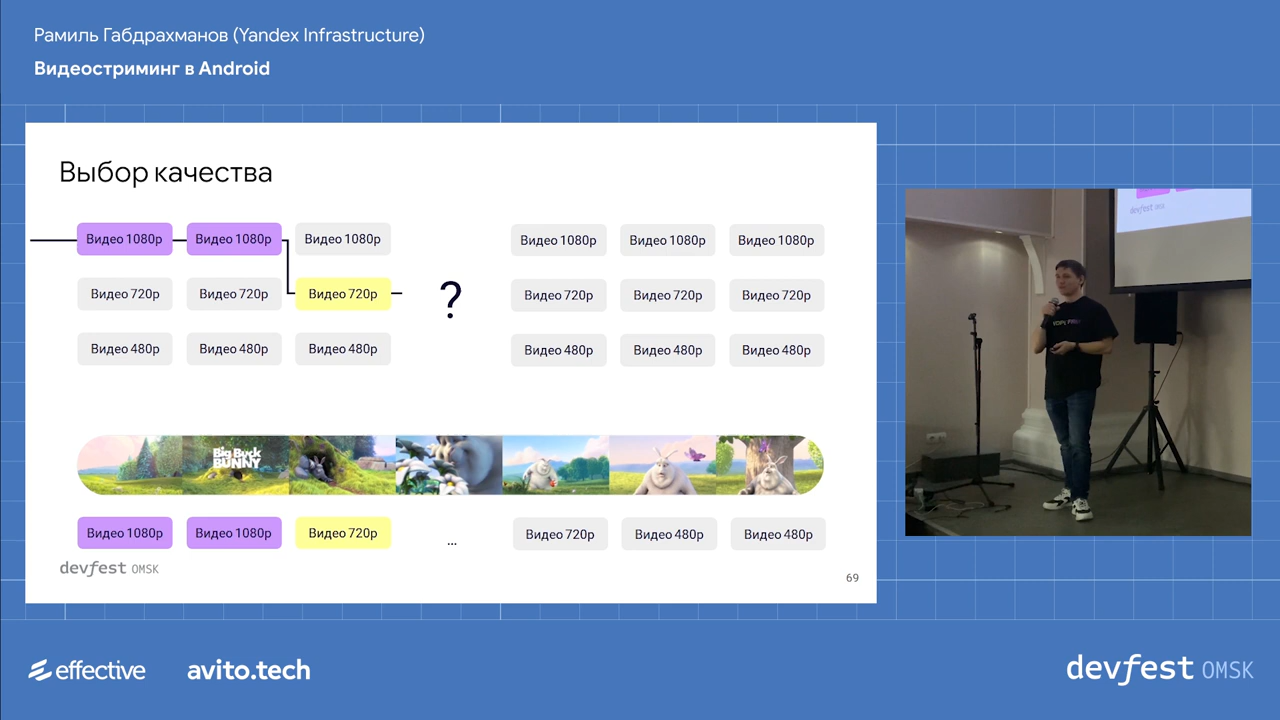 Рамиль Габдрахманов (Yandex Infrastructure)
Видеостриминг в Android
Выбор качества
Видео 1080p Видео 1080p Видео 1080p Видео 1080p Видео 1080p Видео 1080p
Видео 720p Видео 720p Видео 720p ? Видео 720p Видео 720p Видео 720p
Видео 480p Видео 480p Видео 480p Видео 480p Видео 480p Видео 480p
Big Buck
BUNNY
Видео 1080p Видео 1080p Видео 720p ... Видео 720p Видео 480p Видео 480p
devfest OMSK
69
devfest OMSK
effective avito.tech devfest OMSK